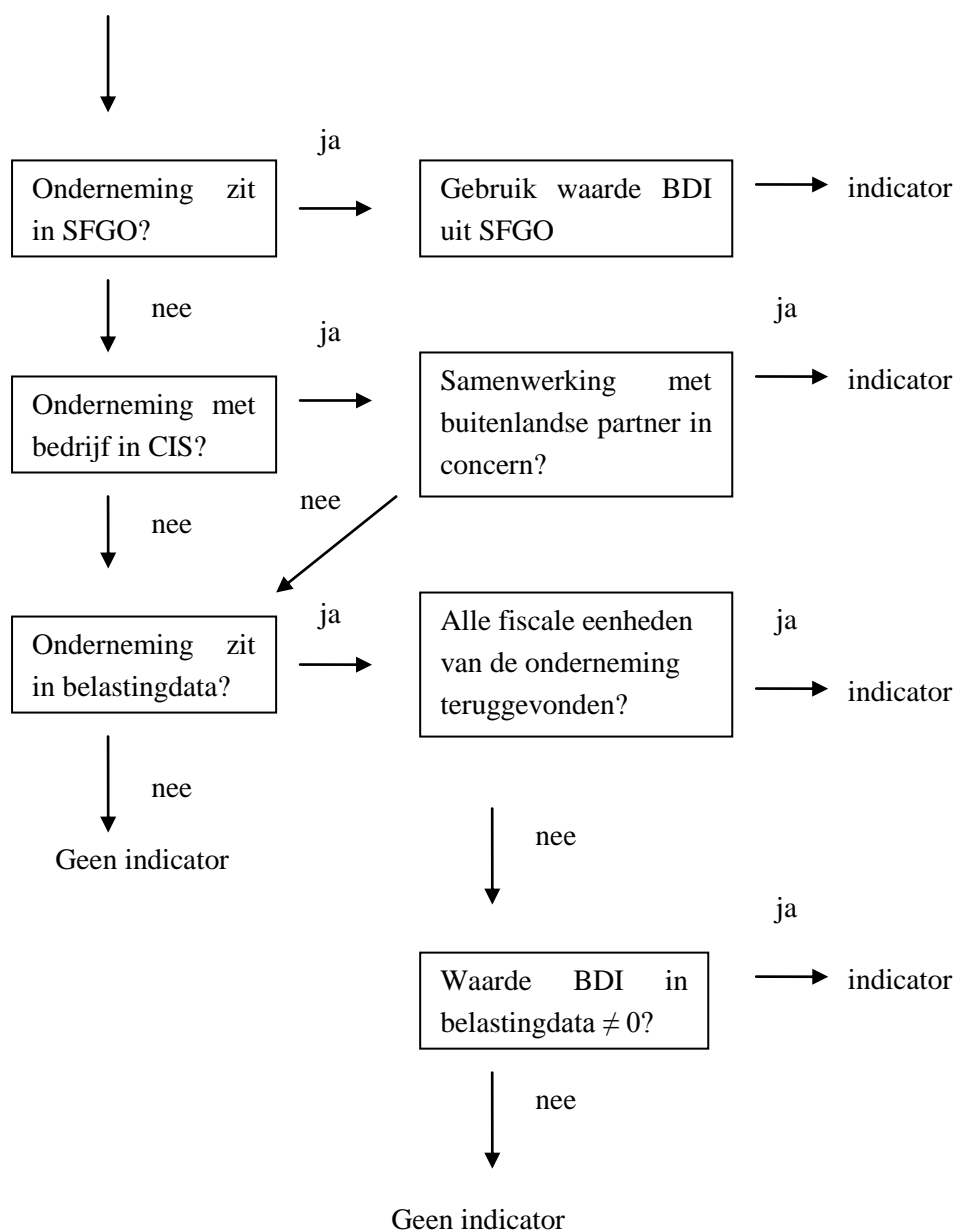 ja
Onderneming zit
in SFGO?
Gebruik waarde BDI
uit SFGO
indicator
nee
ja
ja
Onderneming met
bedrijf in CIS?
Samenwerking met
buitenlandse partner in
concern?
indicator
nee
nee
Onderneming zit
in belastingdata?
ja
Alle fiscale eenheden
van de onderneming
teruggevonden?
ja
indicator
nee
Geen indicator
nee
ja
Waarde BDI in
belastingdata ≠ 0?
indicator
nee
Geen indicator